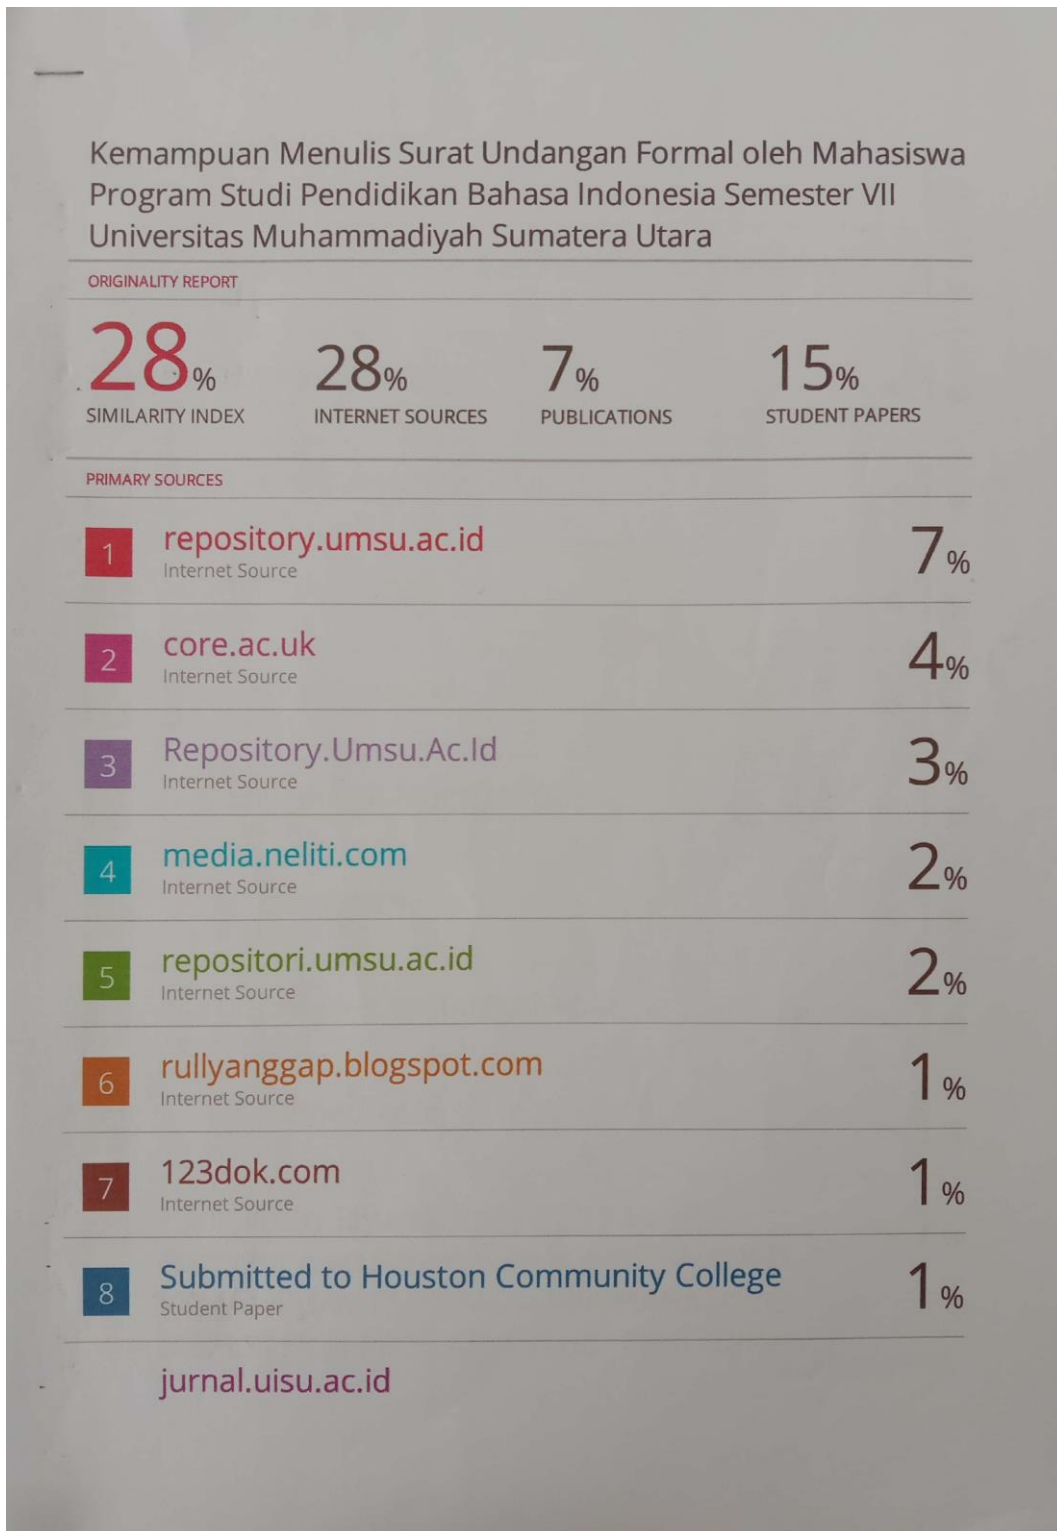 Kemampuan Menulis Surat Undangan Formal oleh Mahasiswa
Program Studi Pendidikan Bahasa Indonesia Semester VII
Universitas Muhammadiyah Sumatera Utara
ORIGINALITY REPORT
28% 28% 7% 15%
SIMILARITY INDEX INTERNET SOURCES PUBLICATIONS STUDENT PAPERS
PRIMARY SOURCES
1 repository.umsu.ac.id 7%
Internet Source
2 core.ac.uk 4%
Internet Source
3 Repository.Umsu.Ac.Id 3%
Internet Source
4 media.neliti.com 2%
Internet Source
5 repositori.umsu.ac.id 2%
Internet Source
6 rullyanggap.blogspot.com 1%
Internet Source
7 123dok.com 1%
Internet Source
8 Submitted to Houston Community College 1%
Student Paper
jurnal.uisu.ac.id